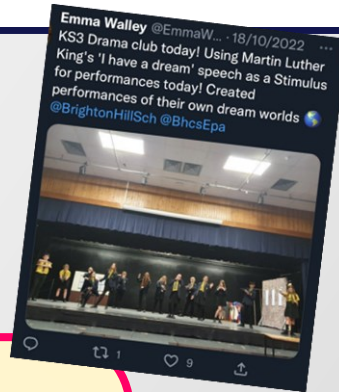 Emma Walley @EmmaW... · 18/10/2022 ...
KS3 Drama club today! Using Martin Luther
King's 'I have a dream' speech as a Stimulus
for performances today! Created
performances of their own dream worlds 🌎
@BrightonHillSch @BhcsEpa
1
9